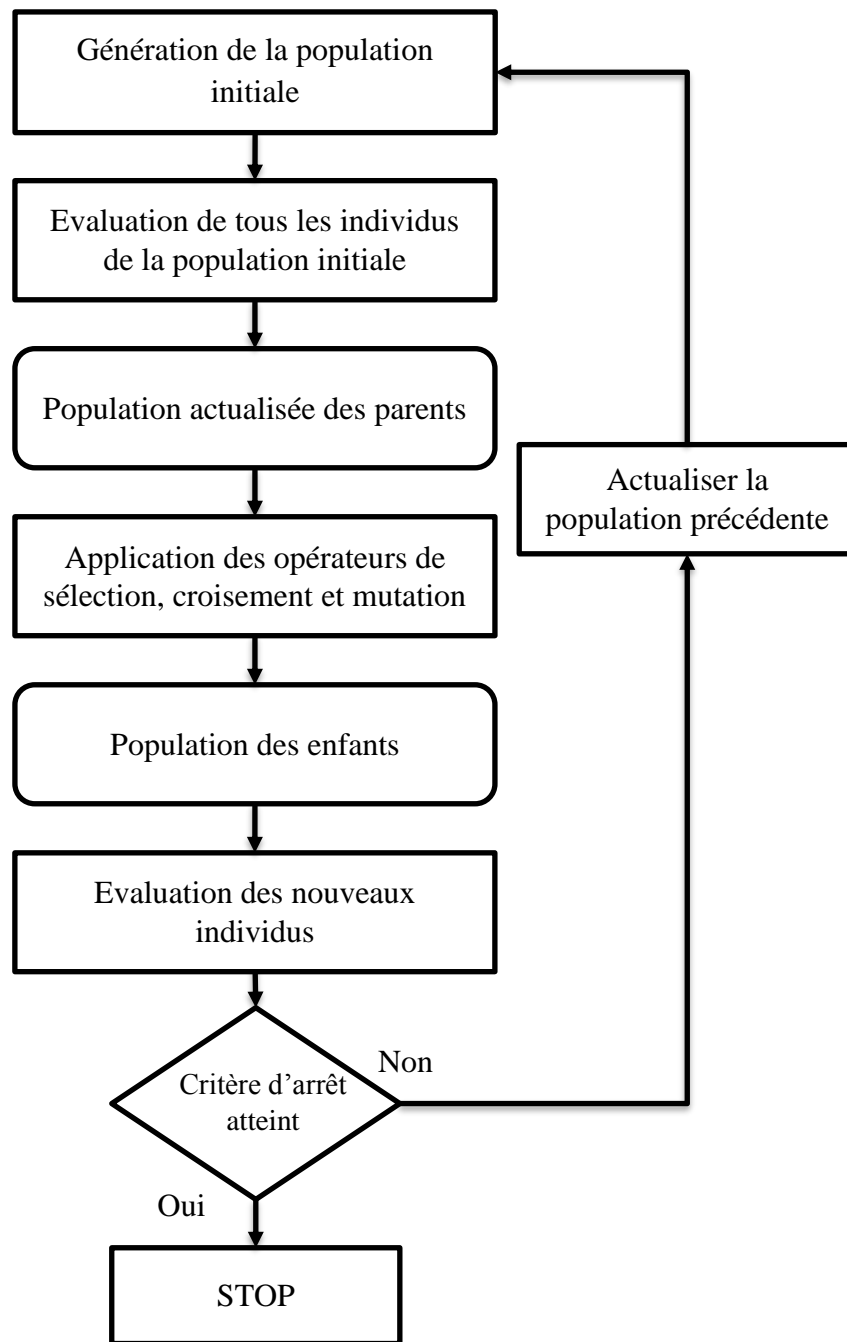 Génération de la population
initiale
Evaluation de tous les individus
de la population initiale
Population actualisée des parents
Actualiser la
population précédente
Application des opérateurs de
sélection, croisement et mutation
Population des enfants
Evaluation des nouveaux
individus
Non
Critère d’arrêt
atteint
Oui
STOP